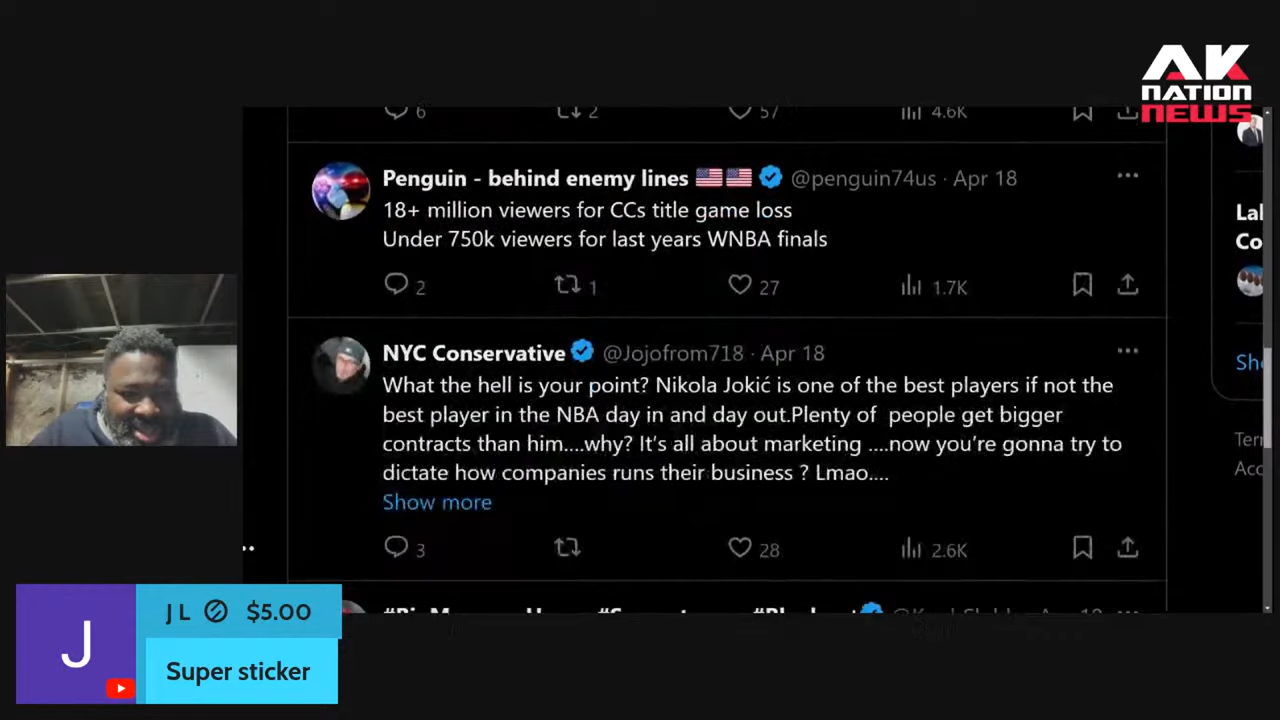 AK
NATION
NEWS
6 2 57 4.6K
Penguin - behind enemy lines 🇺🇸🇺🇸 @penguin74us · Apr 18
18+ million viewers for CCs title game loss
Under 750k viewers for last years WNBA finals
2 1 27 1.7K
NYC Conservative @Jojofrom718 · Apr 18
What the hell is your point? Nikola Jokić is one of the best players if not the
best player in the NBA day in and day out.Plenty of people get bigger
contracts than him....why? It's all about marketing ....now you're gonna try to
dictate how companies runs their business ? Lmao....
Show more
3 28 2.6K
Lal
Co
Sho
Terr
Acc
J
J L $5.00
Super sticker